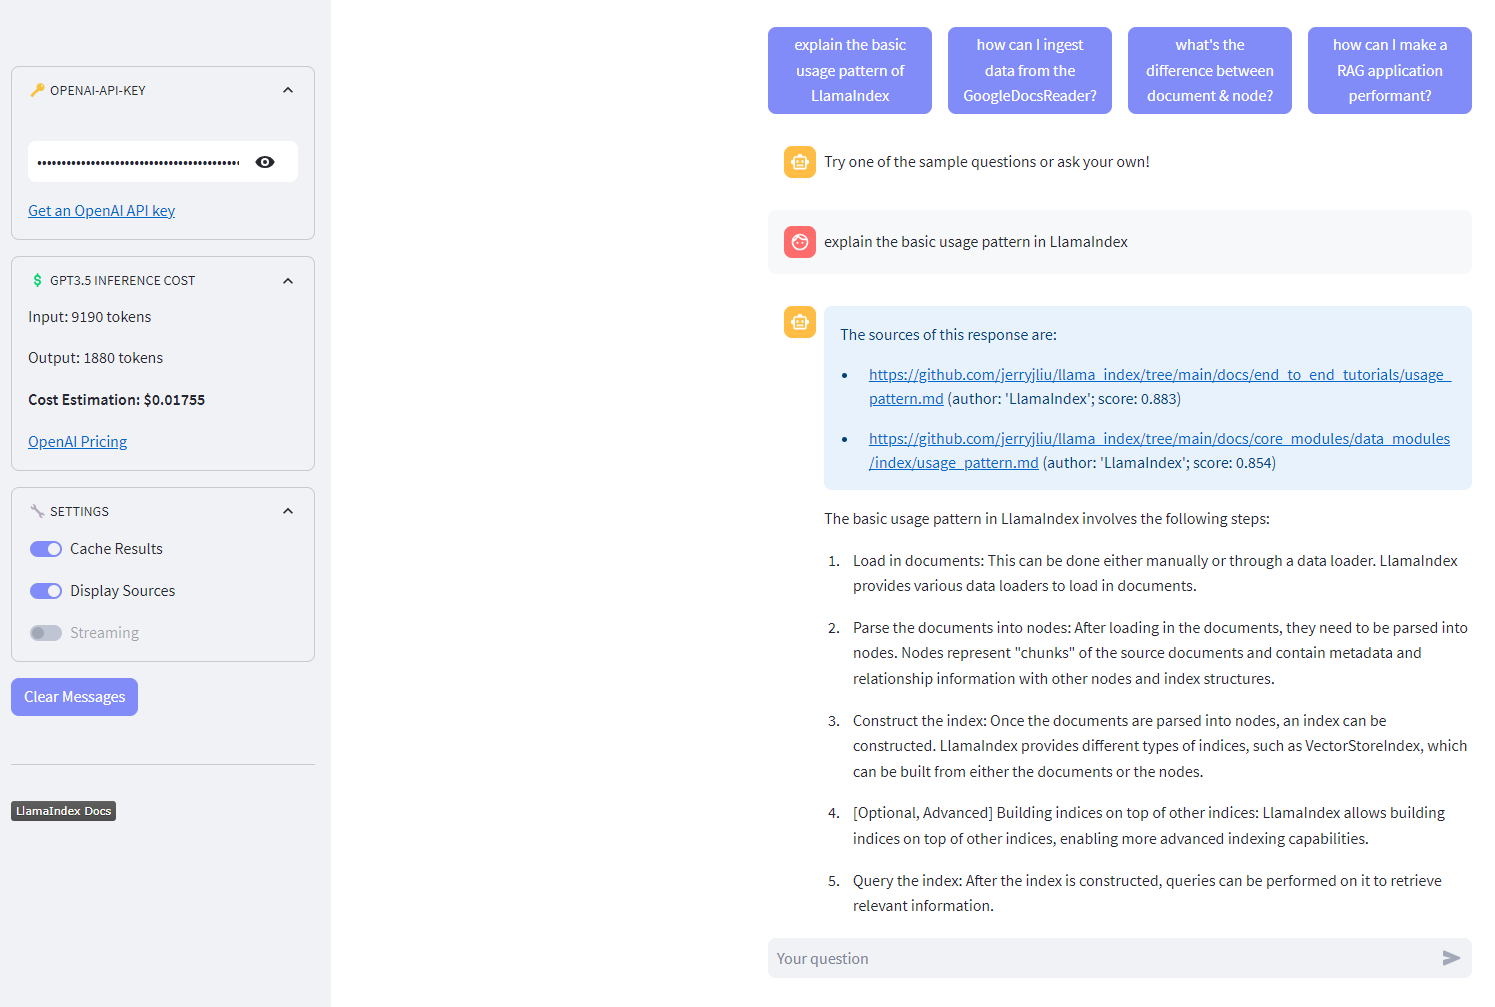 OPENAI-API-KEY
Get an OpenAI API key
GPT3.5 INFERENCE COST
Input: 9190 tokens
Output: 1880 tokens
Cost Estimation: $0.01755
OpenAI Pricing
SETTINGS
Cache Results
Display Sources
Streaming
Clear Messages
LlamaIndex Docs
explain the basic
usage pattern of
LlamaIndex
how can I ingest
data from the
GoogleDocsReader?
what's the
difference between
document & node?
how can I make a
RAG application
performant?
Try one of the sample questions or ask your own!
explain the basic usage pattern in LlamaIndex
The sources of this response are:
• https://github.com/jerryjliu/llama_index/tree/main/docs/end_to_end_tutorials/usage_
pattern.md (author: 'LlamaIndex'; score: 0.883)
• https://github.com/jerryjliu/llama_index/tree/main/docs/core_modules/data_modules
/index/usage_pattern.md (author: 'LlamaIndex'; score: 0.854)
The basic usage pattern in LlamaIndex involves the following steps:
1. Load in documents: This can be done either manually or through a data loader. LlamaIndex
provides various data loaders to load in documents.
2. Parse the documents into nodes: After loading in the documents, they need to be parsed into
nodes. Nodes represent "chunks" of the source documents and contain metadata and
relationship information with other nodes and index structures.
3. Construct the index: Once the documents are parsed into nodes, an index can be
constructed. LlamaIndex provides different types of indices, such as VectorStoreIndex, which
can be built from either the documents or the nodes.
4. [Optional, Advanced] Building indices on top of other indices: LlamaIndex allows building
indices on top of other indices, enabling more advanced indexing capabilities.
5. Query the index: After the index is constructed, queries can be performed on it to retrieve
relevant information.
Your question